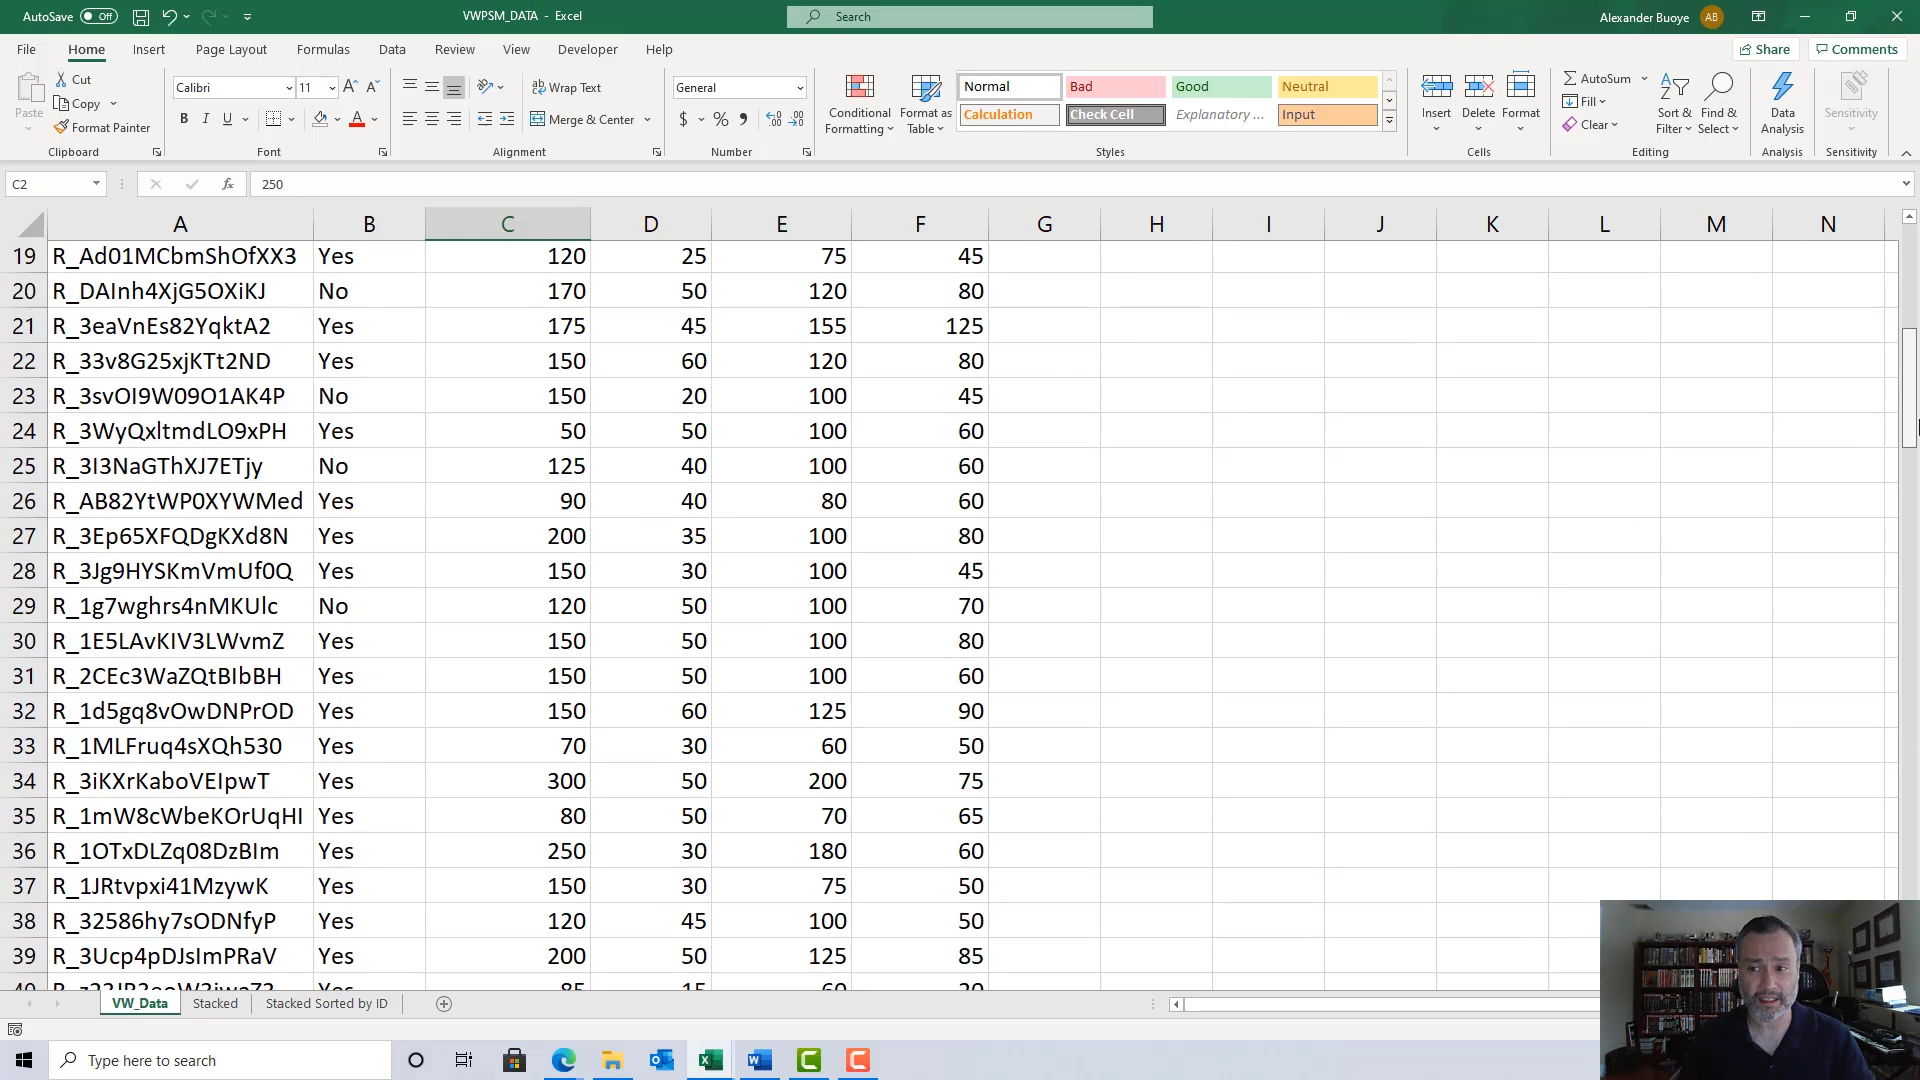 AutoSave Off VWPSM_DATA - Excel Search Alexander Buoye AB
File Home Insert Page Layout Formulas Data Review View Developer Help Share Comments
Paste Cut Copy Format Painter Clipboard
Calibri 11 B I U A Font
Wrap Text Merge & Center Alignment
General $ % Number
Conditional Formatting Format as Table Normal Bad Good Neutral Calculation Check Cell Explanatory ... Input Styles
Insert Delete Format Cells
AutoSum Fill Clear Sort & Filter Find & Select Editing
Data Analysis Analysis
Sensitivity Sensitivity
C2 fx 250
A B C D E F G H I J K L M N
19 R_Ad01MCbmShOfXX3 Yes 120 25 75 45
20 R_DAInh4XjG5OXiKJ No 170 50 120 80
21 R_3eaVnEs82YqktA2 Yes 175 45 155 125
22 R_33v8G25xjKTt2ND Yes 150 60 120 80
23 R_3svOI9W09O1AK4P No 150 20 100 45
24 R_3WyQxltmdLO9xPH Yes 50 50 100 60
25 R_3I3NaGThXJ7ETjy No 125 40 100 60
26 R_AB82YtWP0XYWMed Yes 90 40 80 60
27 R_3Ep65XFQDgKXd8N Yes 200 35 100 80
28 R_3Jg9HYSKmVmUf0Q Yes 150 30 100 45
29 R_1g7wghrs4nMKUlc No 120 50 100 70
30 R_1E5LAvKIV3LWvmZ Yes 150 50 100 80
31 R_2CEc3WaZQtBIbBH Yes 150 50 100 60
32 R_1d5gq8vOwDNPrOD Yes 150 60 125 90
33 R_1MLFruq4sXQh530 Yes 70 30 60 50
34 R_3iKXrKaboVEIpwT Yes 300 50 200 75
35 R_1mW8cWbeKOrUqHI Yes 80 50 70 65
36 R_1OTxDLZq08DzBIm Yes 250 30 180 60
37 R_1JRtvpxi41MzywK Yes 150 30 75 50
38 R_32586hy7sODNfyP Yes 120 45 100 50
39 R_3Ucp4pDJsImPRaV Yes 200 50 125 85
40 Yes 85 15 60
VW_Data Stacked Stacked Sorted by ID
Type here to search